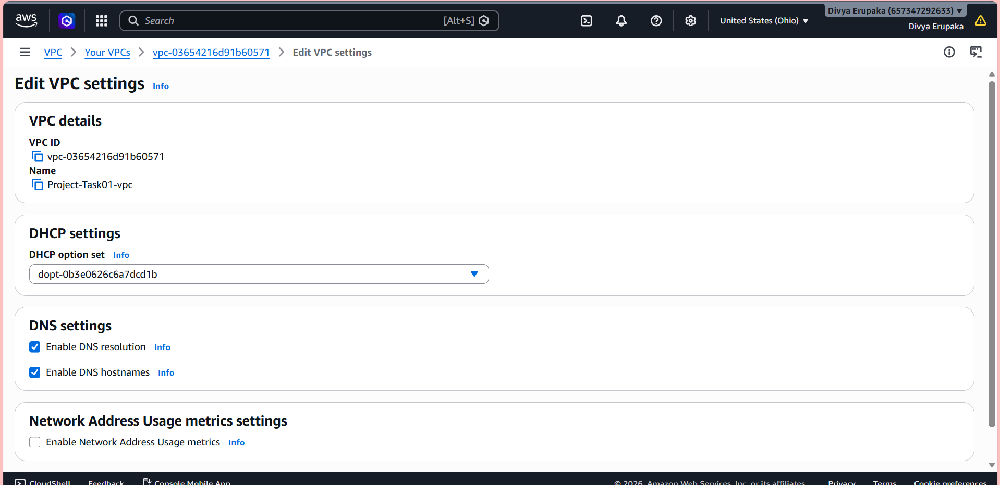 aws
Search [Alt+S]
United States (Ohio)
Divya Erupaka (657347292633)
Divya Erupaka
VPC
Your VPCs
vpc-03654216d91b60571
Edit VPC settings
Edit VPC settings Info
VPC details
VPC ID
vpc-03654216d91b60571
Name
Project-Task01-vpc
DHCP settings
DHCP option set Info
dopt-0b3e0626c6a7dcd1b
DNS settings
Enable DNS resolution Info
Enable DNS hostnames Info
Network Address Usage metrics settings
Enable Network Address Usage metrics Info
CloudShell Feedback Console Mobile App © 2026, Amazon Web Services, Inc. or its affiliates. Privacy Terms Cookie preferences